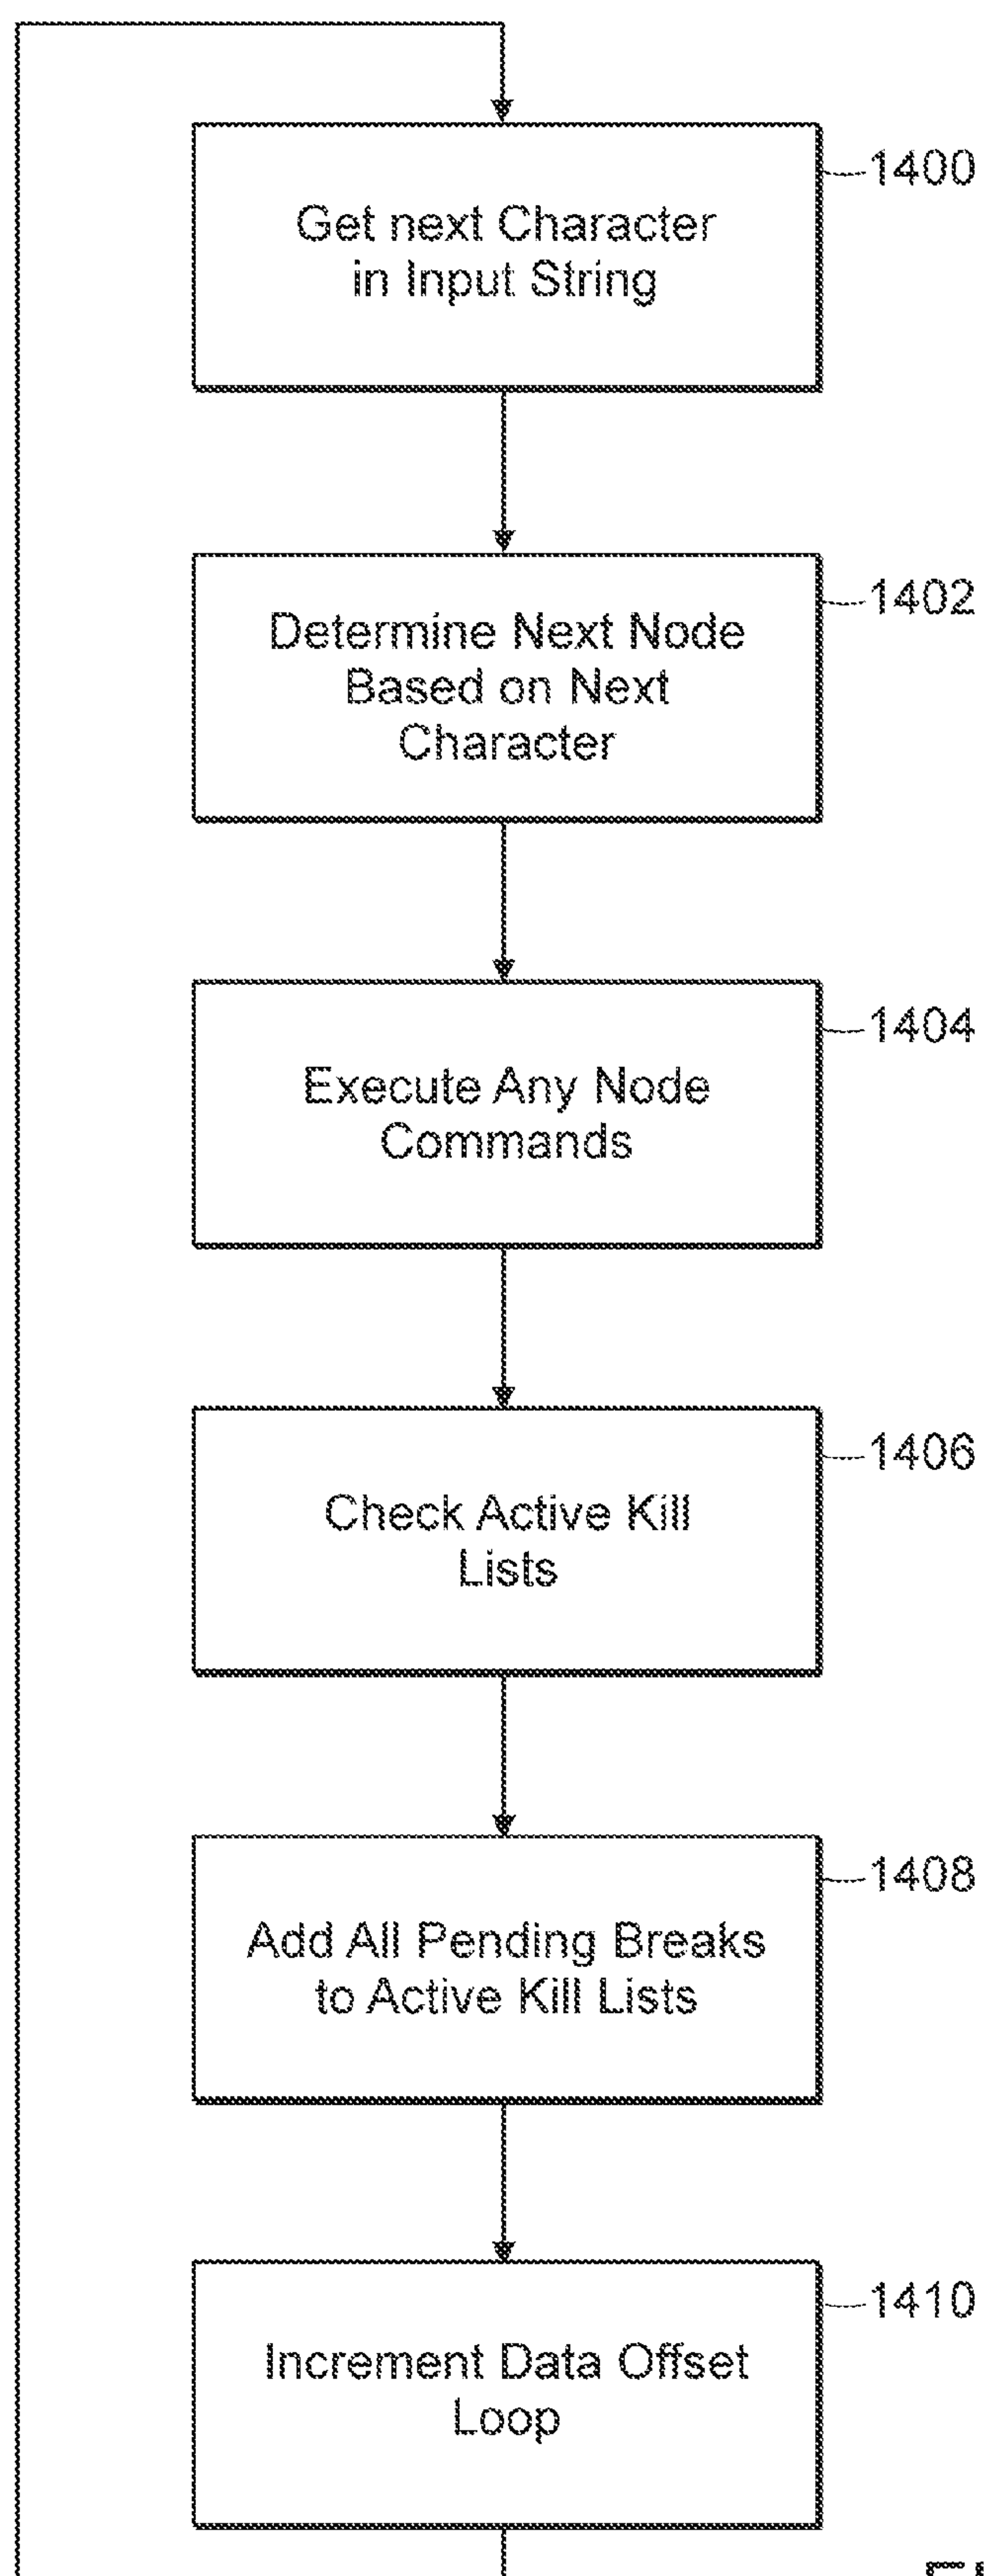 1400
Get next Character
in Input String
1402
Determine Next Node
Based on Next
Character
1404
Execute Any Node
Commands
1406
Check Active Kill
Lists
1408
Add All Pending Breaks
to Active Kill Lists
1410
Increment Data Offset
Loop